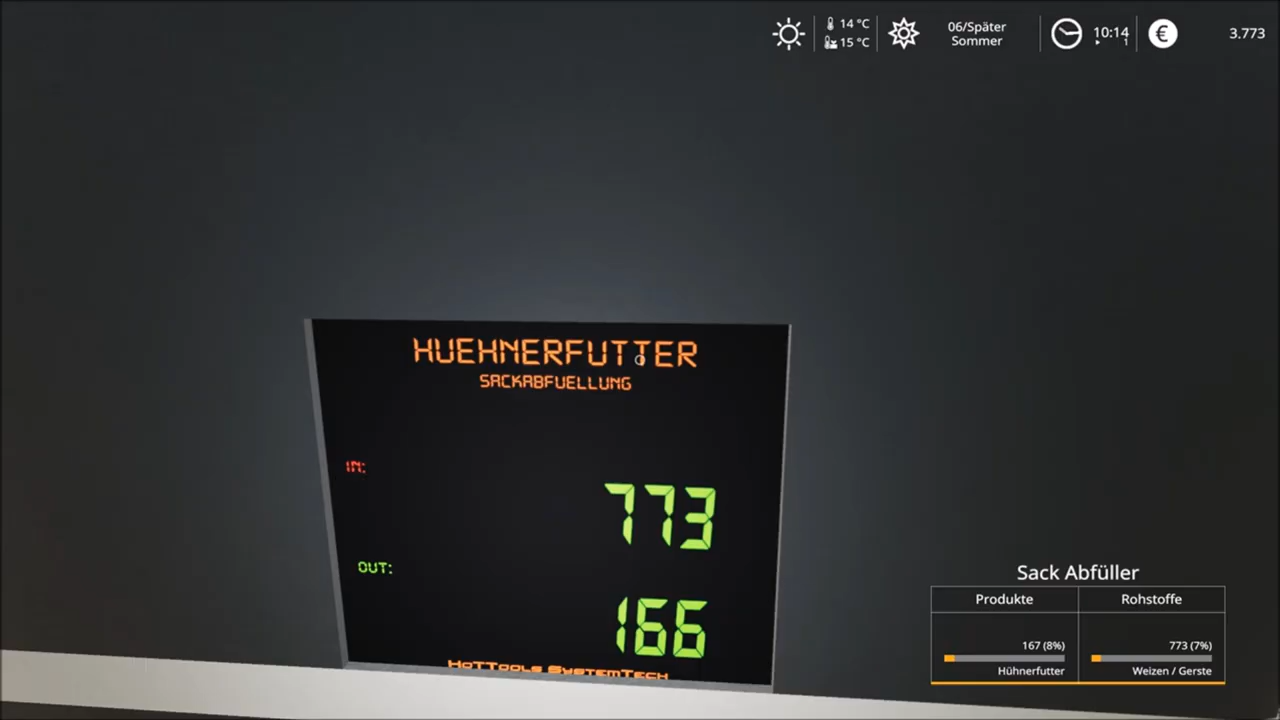 14 °C
15 °C
06/Später
Sommer
10:14
1
€
3.773
HUEHNERFUTTER
SACKABFUELLUNG
IN:
773
OUT:
166
HoTTools SystemTech
Sack Abfüller
Produkte
Rohstoffe
167 (8%)
773 (7%)
Hühnerfutter
Weizen / Gerste